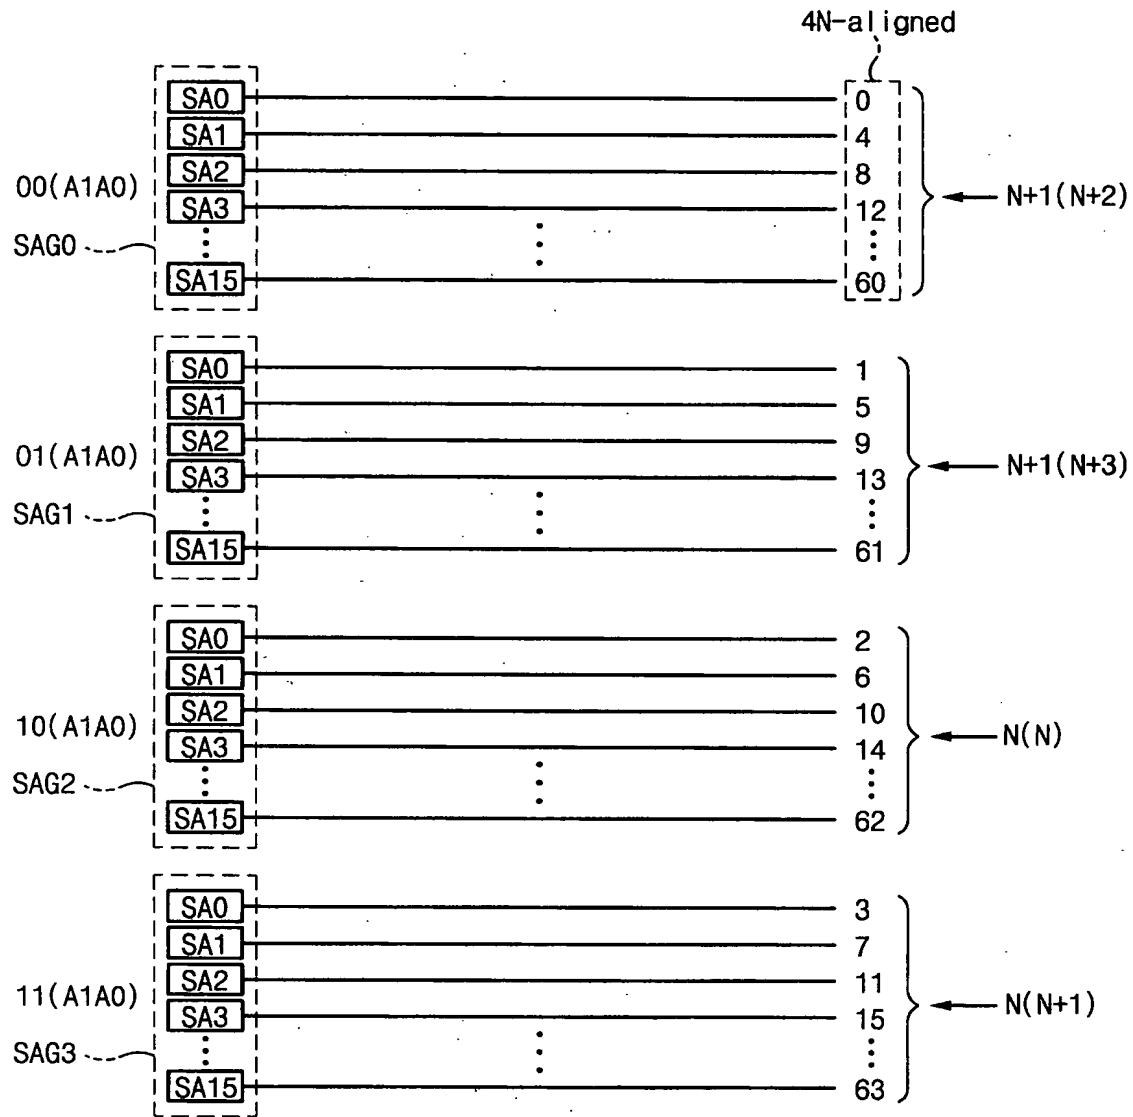 4N-aligned
SA0 0
SA1 4
SA2 8
00(A1A0)
SA3 12
N+1(N+2)
SAG0
SA15 60
SA0 1
SA1 5
SA2 9
01(A1A0)
SA3 13
N+1(N+3)
SAG1
SA15 61
SA0 2
SA1 6
SA2 10
10(A1A0)
SA3 14
N(N)
SAG2
SA15 62
SA0 3
SA1 7
SA2 11
11(A1A0)
SA3 15
N(N+1)
SAG3
SA15 63